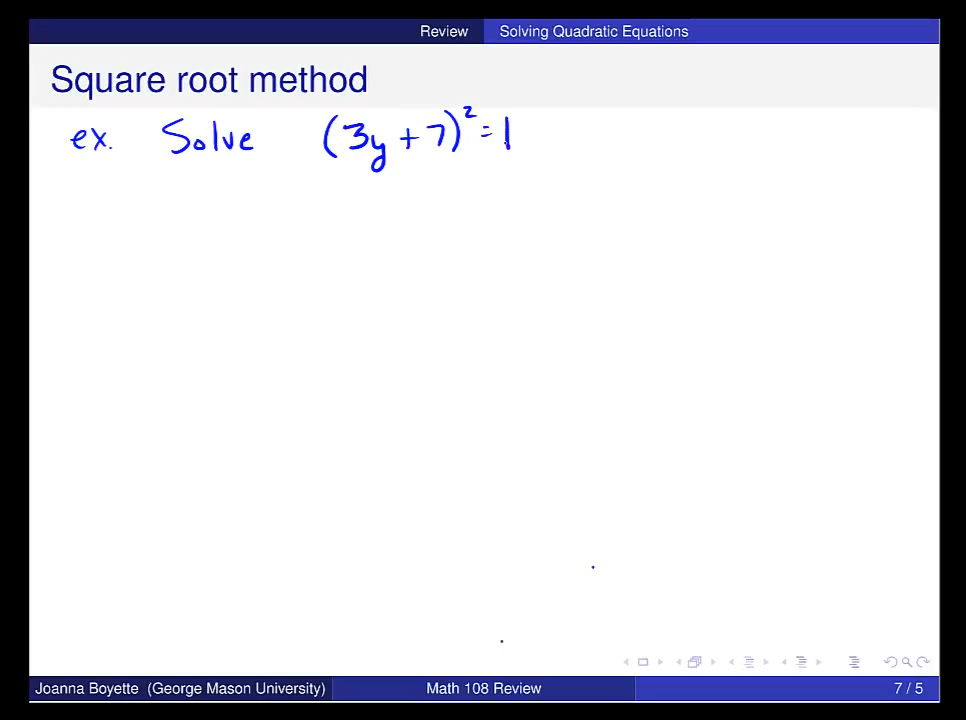 Review Solving Quadratic Equations
Square root method
ex. Solve (3y + 7)² = 1
Joanna Boyette (George Mason University) Math 108 Review 7 / 5